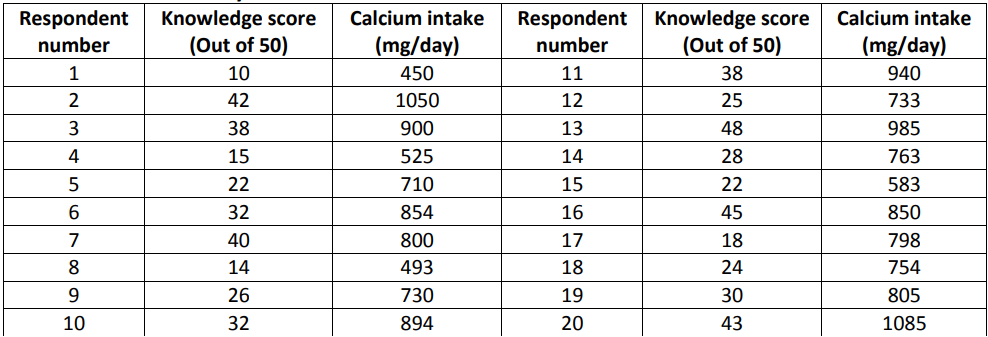 Respondent number Knowledge score (Out of 50) Calcium intake (mg/day) Respondent number Knowledge score (Out of 50) Calcium intake (mg/day)
1 10 450 11 38 940
2 42 1050 12 25 733
3 38 900 13 48 985
4 15 525 14 28 763
5 22 710 15 22 583
6 32 854 16 45 850
7 40 800 17 18 798
8 14 493 18 24 754
9 26 730 19 30 805
10 32 894 20 43 1085